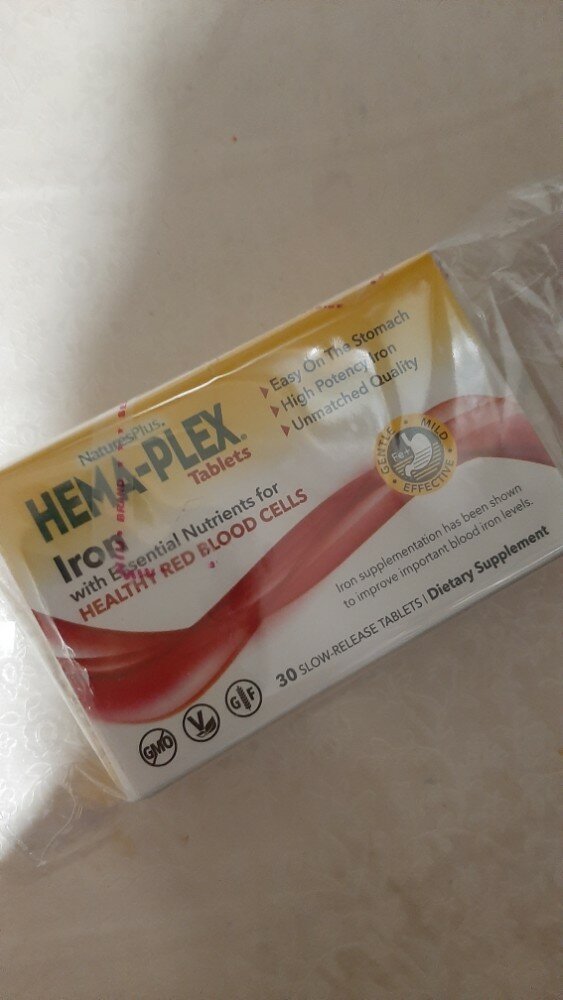 NaturesPlus®
HEMA-PLEX®
Tablets
Iron
with Essential Nutrients for
HEALTHY RED BLOOD CELLS
Easy On The Stomach
High Potency Iron
Unmatched Quality
GENTLE MILD EFFECTIVE
Fe+
Iron supplementation has been shown
to improve important blood iron levels.
30 SLOW-RELEASE TABLETS | Dietary Supplement
GMO
V
GF